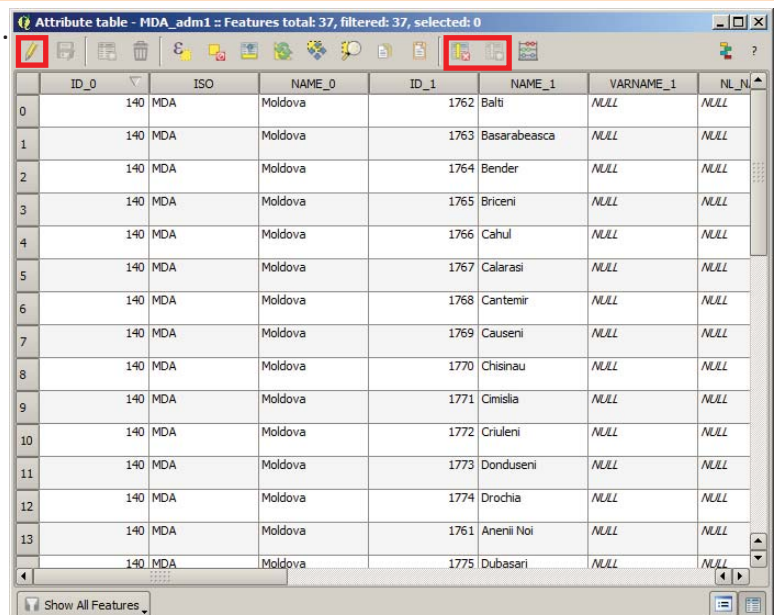 Attribute table - MDA_adm1 :: Features total: 37, filtered: 37, selected: 0
ε ?
ID_0 ISO NAME_0 ID_1 NAME_1 VARNAME_1 NL_N
0 140 MDA Moldova 1762 Balti NULL NULL
1 140 MDA Moldova 1763 Basarabeasca NULL NULL
2 140 MDA Moldova 1764 Bender NULL NULL
3 140 MDA Moldova 1765 Briceni NULL NULL
4 140 MDA Moldova 1766 Cahul NULL NULL
5 140 MDA Moldova 1767 Calarasi NULL NULL
6 140 MDA Moldova 1768 Cantemir NULL NULL
7 140 MDA Moldova 1769 Causeni NULL NULL
8 140 MDA Moldova 1770 Chisinau NULL NULL
9 140 MDA Moldova 1771 Cimislia NULL NULL
10 140 MDA Moldova 1772 Criuleni NULL NULL
11 140 MDA Moldova 1773 Donduseni NULL NULL
12 140 MDA Moldova 1774 Drochia NULL NULL
13 140 MDA Moldova 1761 Anenii Noi NULL NULL
140 MDA Moldova 1775 Dubasari NULL NULL
Show All Features